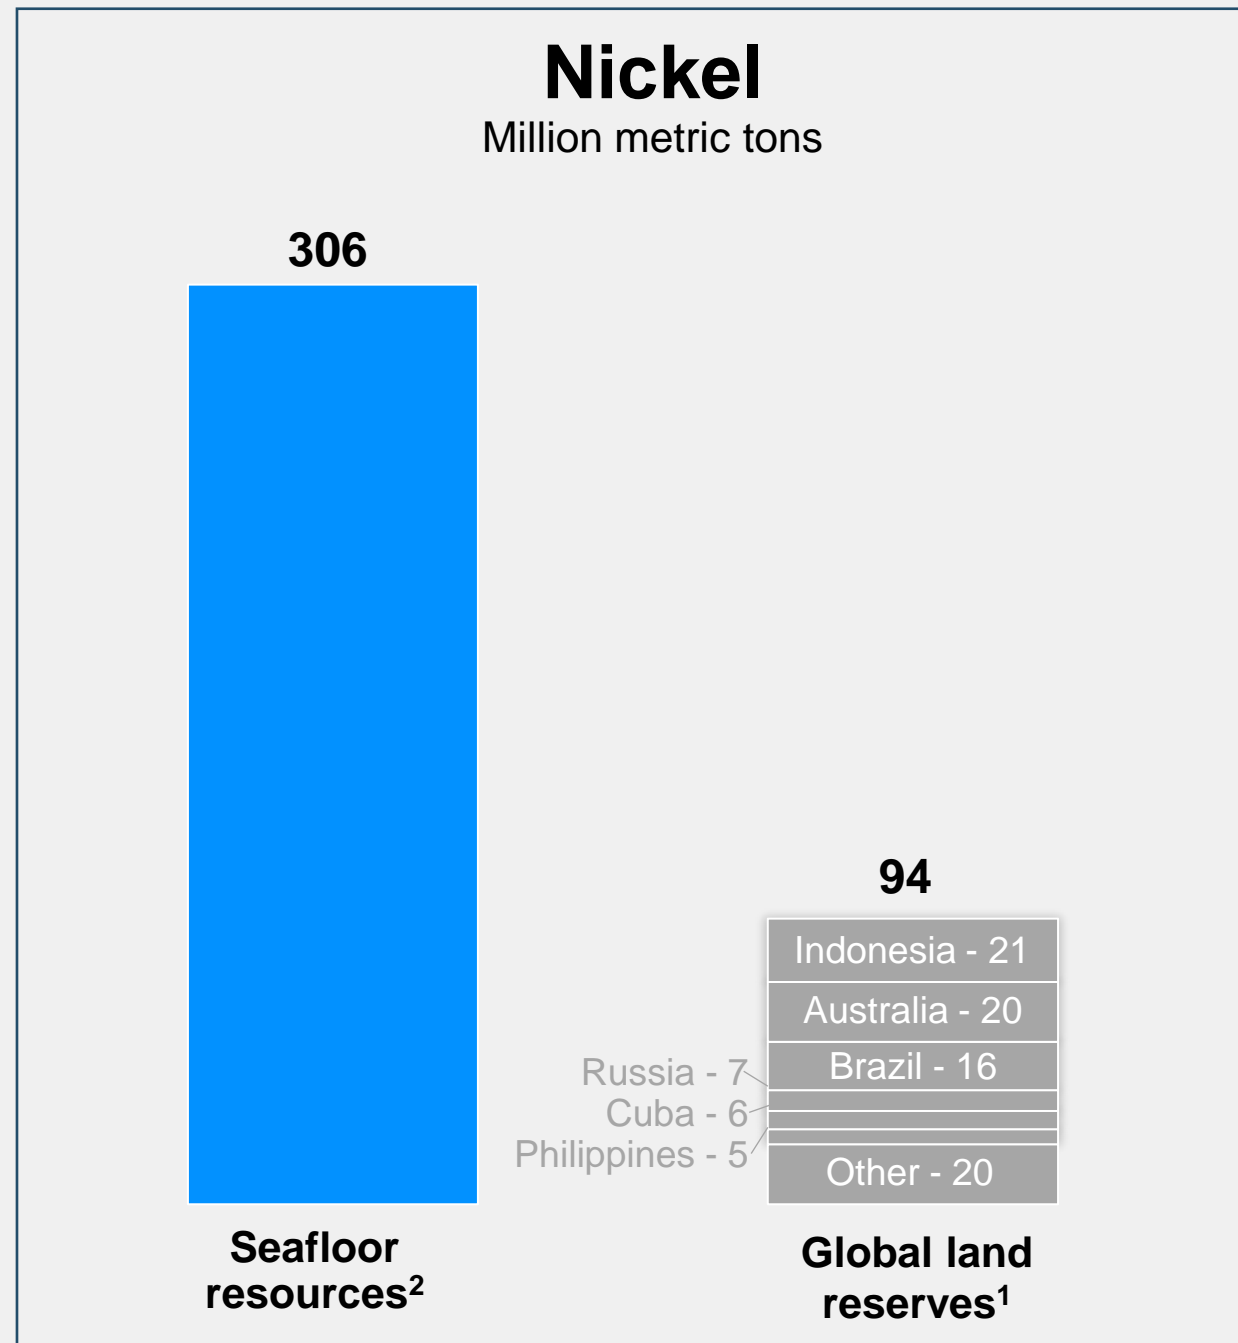 Nickel
Million metric tons
306
94
Indonesia - 21
Australia - 20
Brazil - 16
Russia - 7
Cuba - 6
Philippines - 5
Other - 20
Seafloor
resources²
Global land
reserves¹